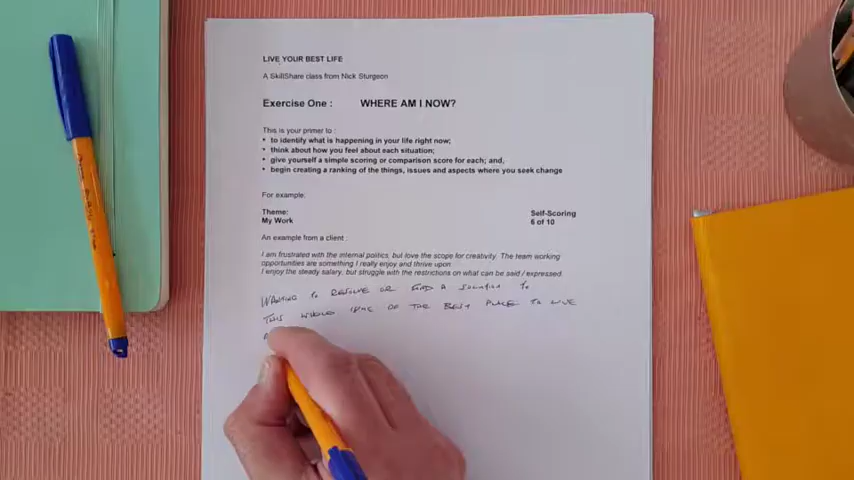 LIVE YOUR BEST LIFE
A SkillShare class from Nick Sturgeon
Exercise One : WHERE AM I NOW?
This is your primer to :
• to identify what is happening in your life right now;
• think about how you feel about each situation;
• give yourself a simple scoring or comparison score for each; and,
• begin creating a ranking of the things, issues and aspects where you seek change
For example:
Theme: Self-Scoring
My Work 6 of 10
An example from a client :
I am frustrated with the internal politics, but love the scope for creativity. The team working
opportunities are something I really enjoy and thrive upon.
I enjoy the steady salary, but struggle with the restrictions on what can be said / expressed.
WANTING TO RESOLVE OR FIND A SOLUTION TO
THIS WHOLE OF THE BEST PLACE TO LIVE